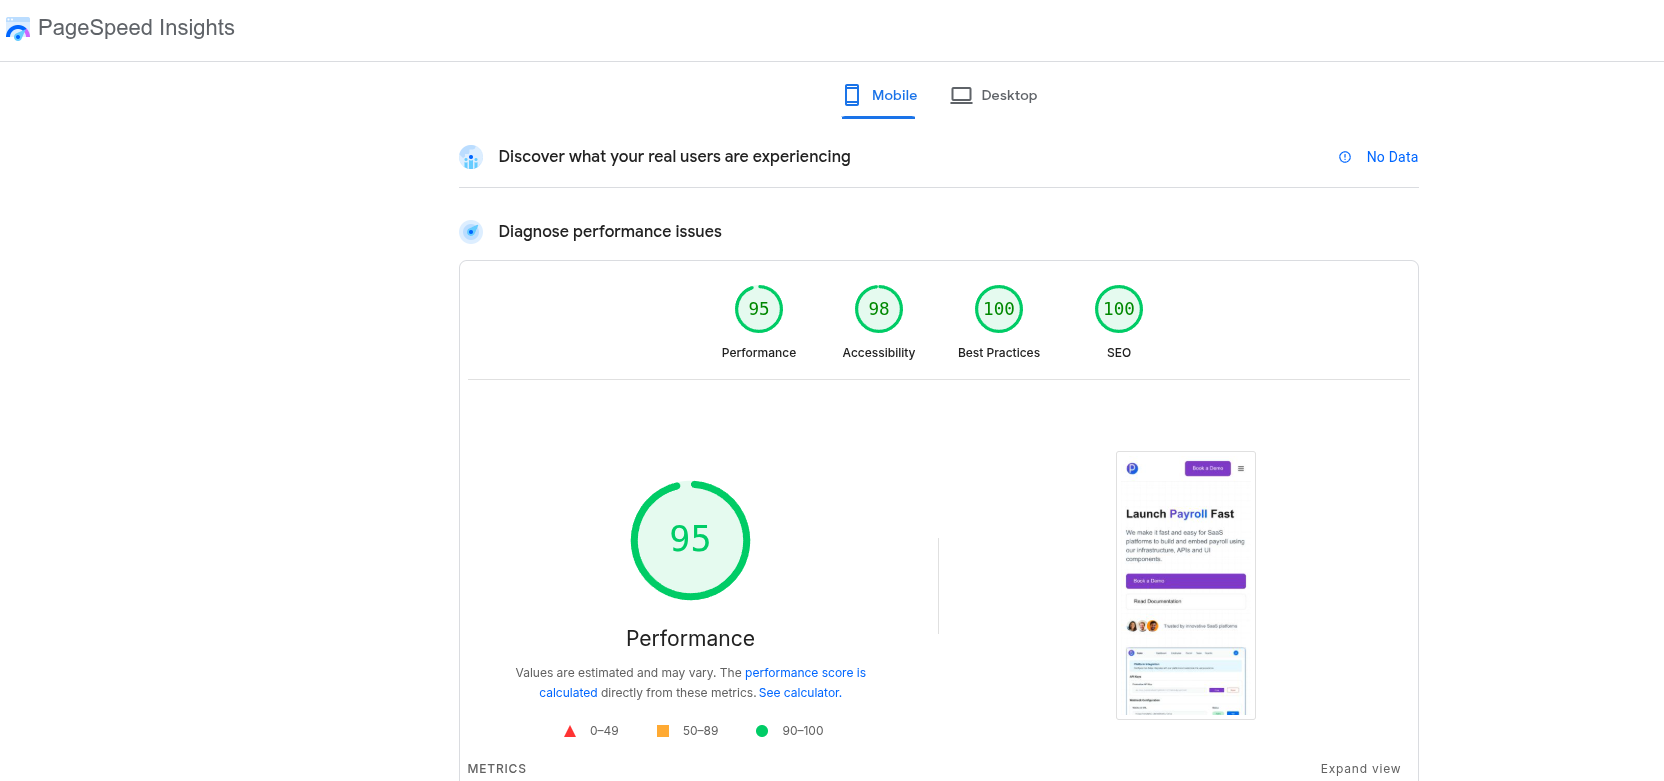 PageSpeed Insights
Mobile
Desktop
Discover what your real users are experiencing
No Data
Diagnose performance issues
95
98
100
100
Performance
Accessibility
Best Practices
SEO
95
Performance
Values are estimated and may vary. The performance score is
calculated directly from these metrics. See calculator.
0–49
50–89
90–100
Book a Demo
Launch Payroll Fast
We make it fast and easy for SaaS
platforms to build and embed payroll using
our infrastructure, APIs and UI
components.
Book a Demo
Read Documentation
Trusted by innovative SaaS platforms
METRICS
Expand view